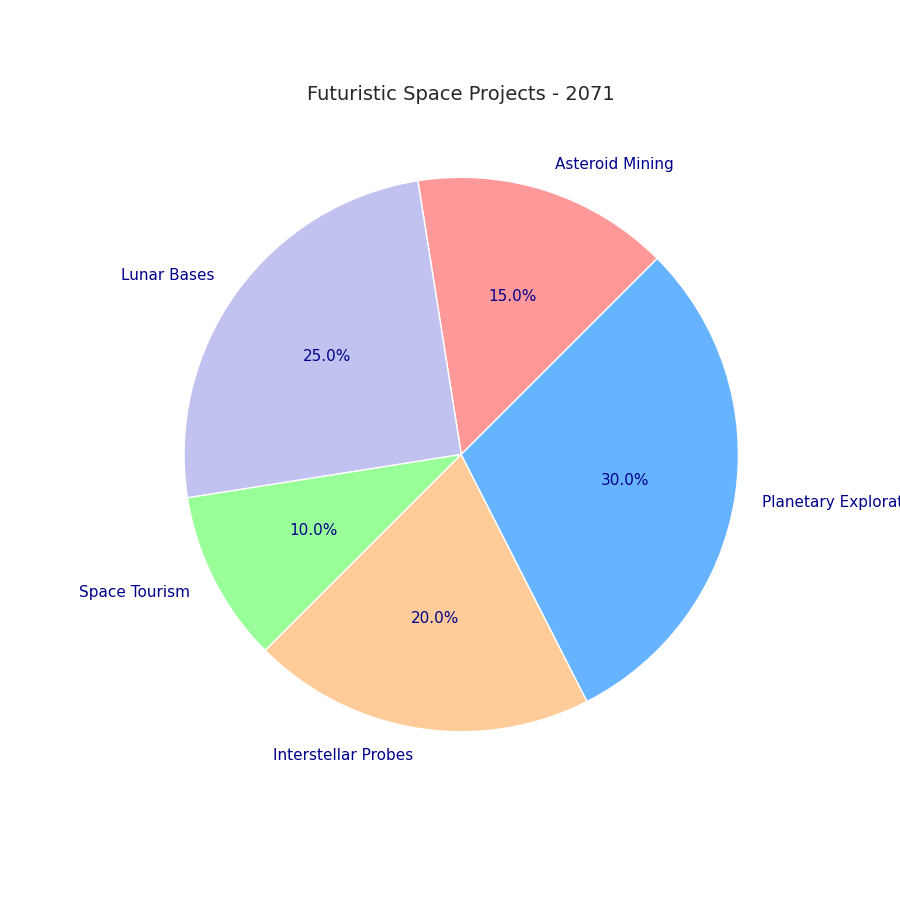 Futuristic Space Projects - 2071
Asteroid Mining
Lunar Bases
15.0%
25.0%
30.0%
Planetary Explorat
10.0%
Space Tourism
20.0%
Interstellar Probes